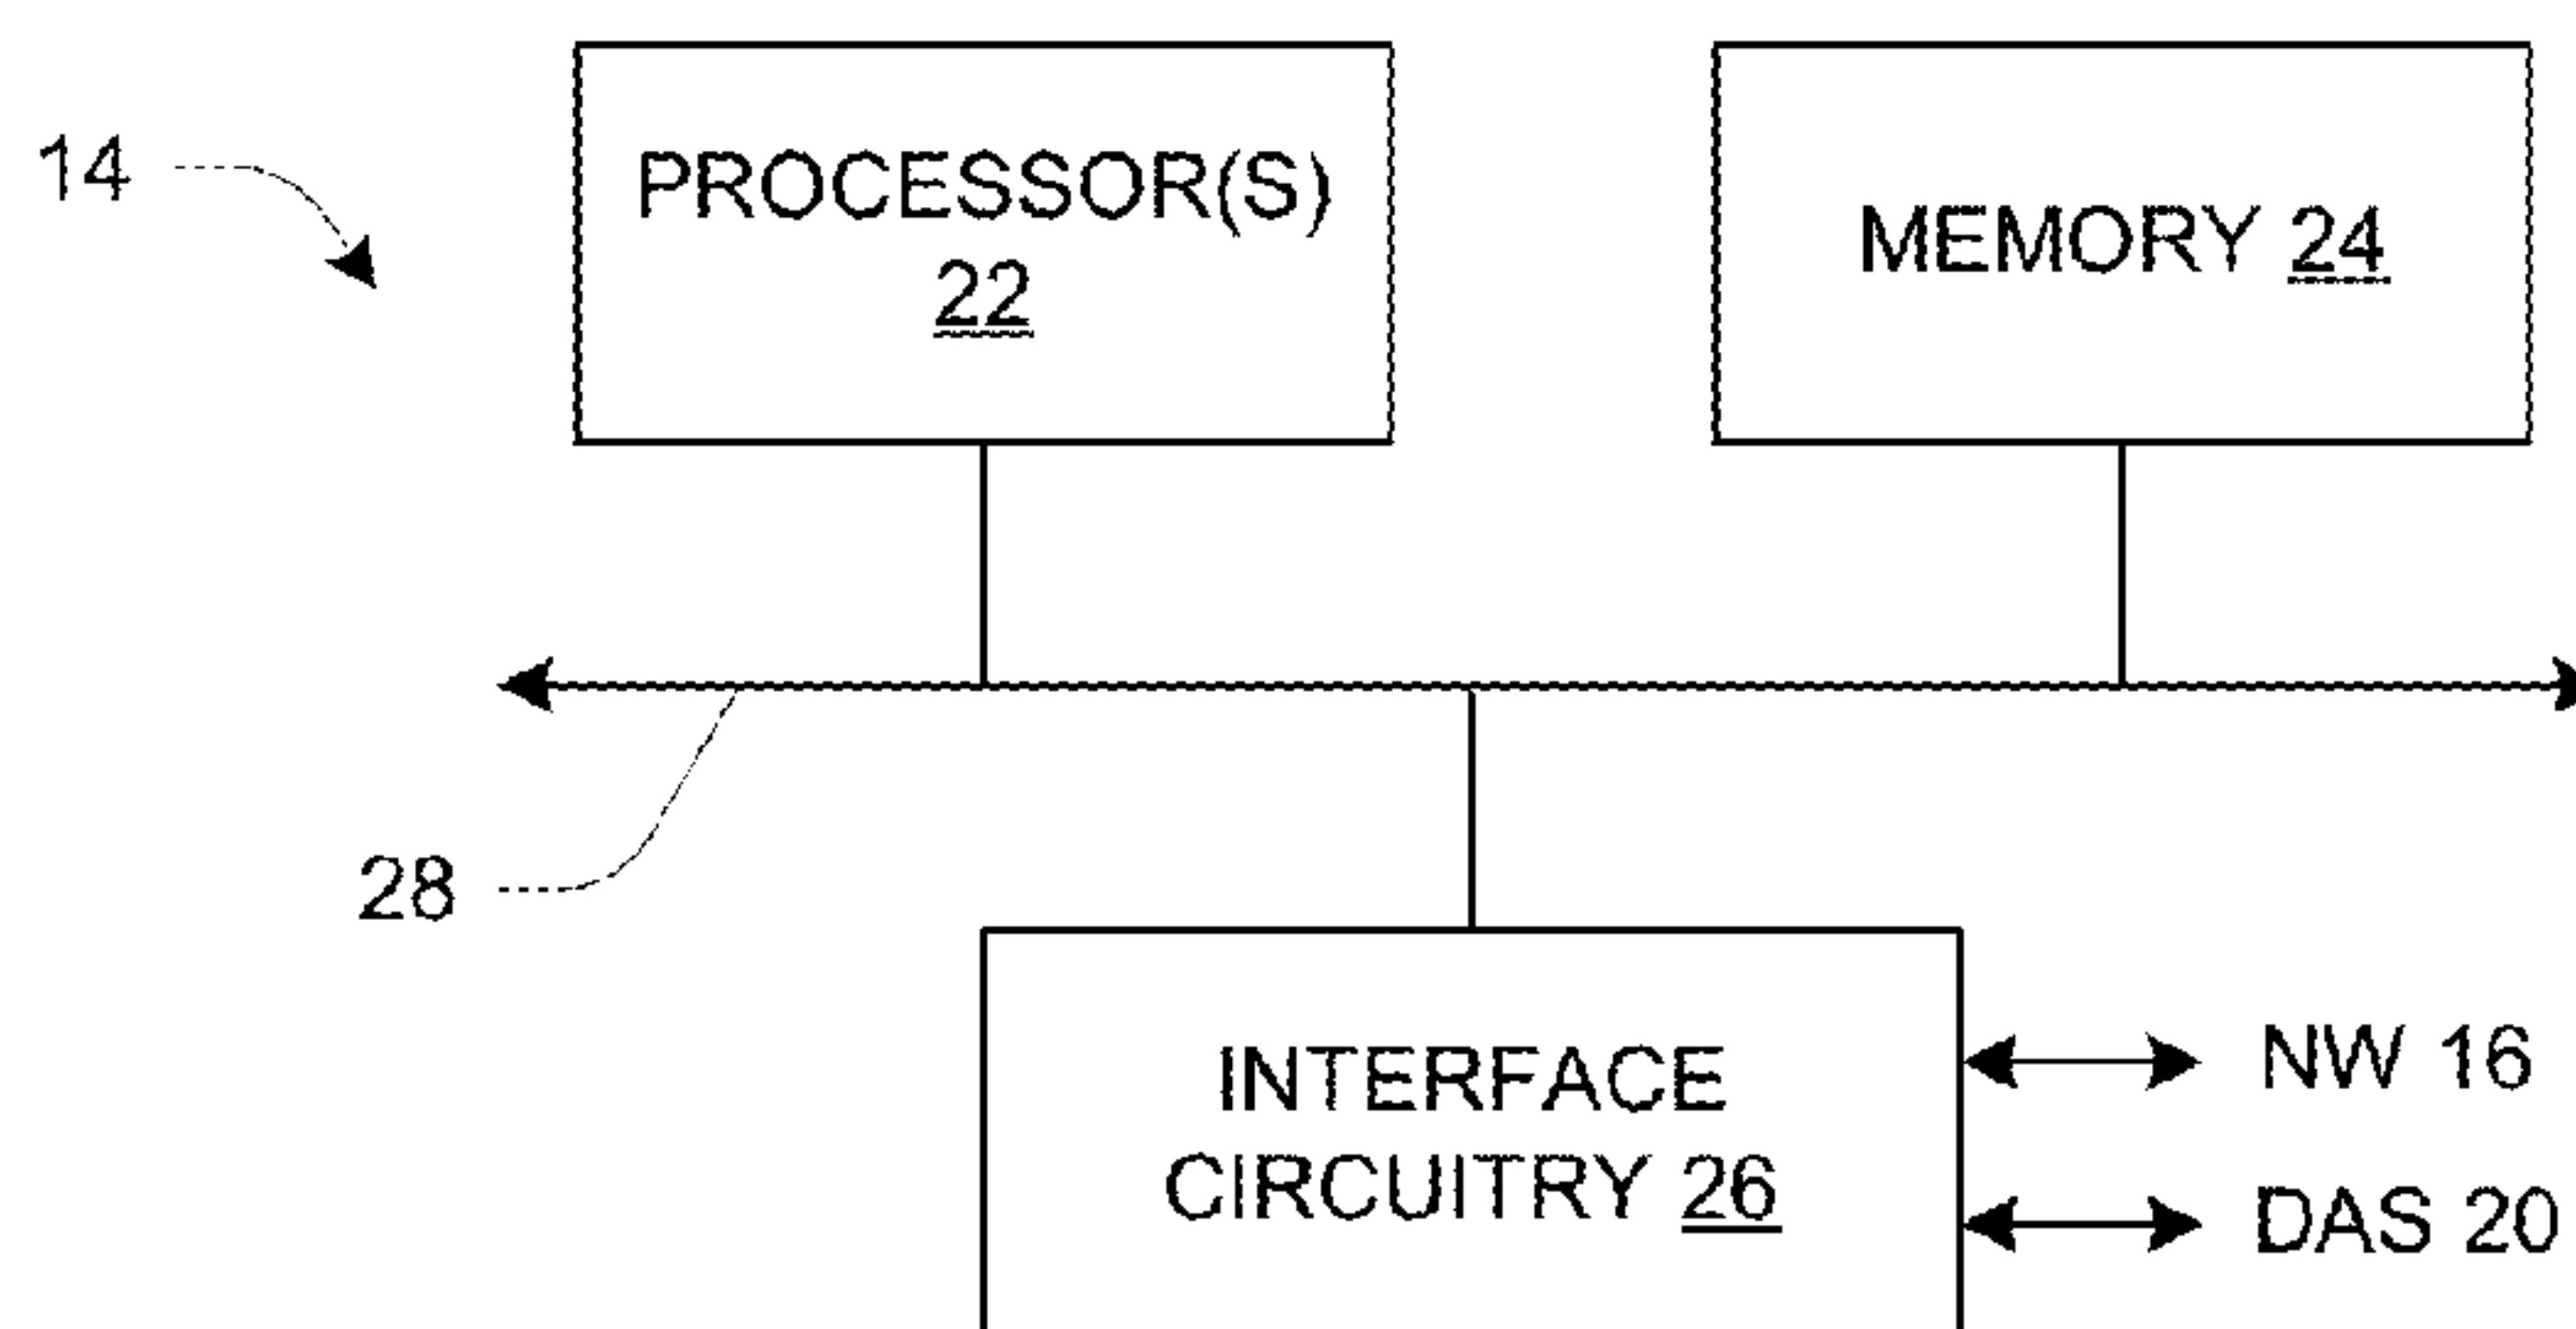 14
PROCESSOR(S)
22
MEMORY 24
28
INTERFACE
CIRCUITRY 26
NW 16
DAS 20